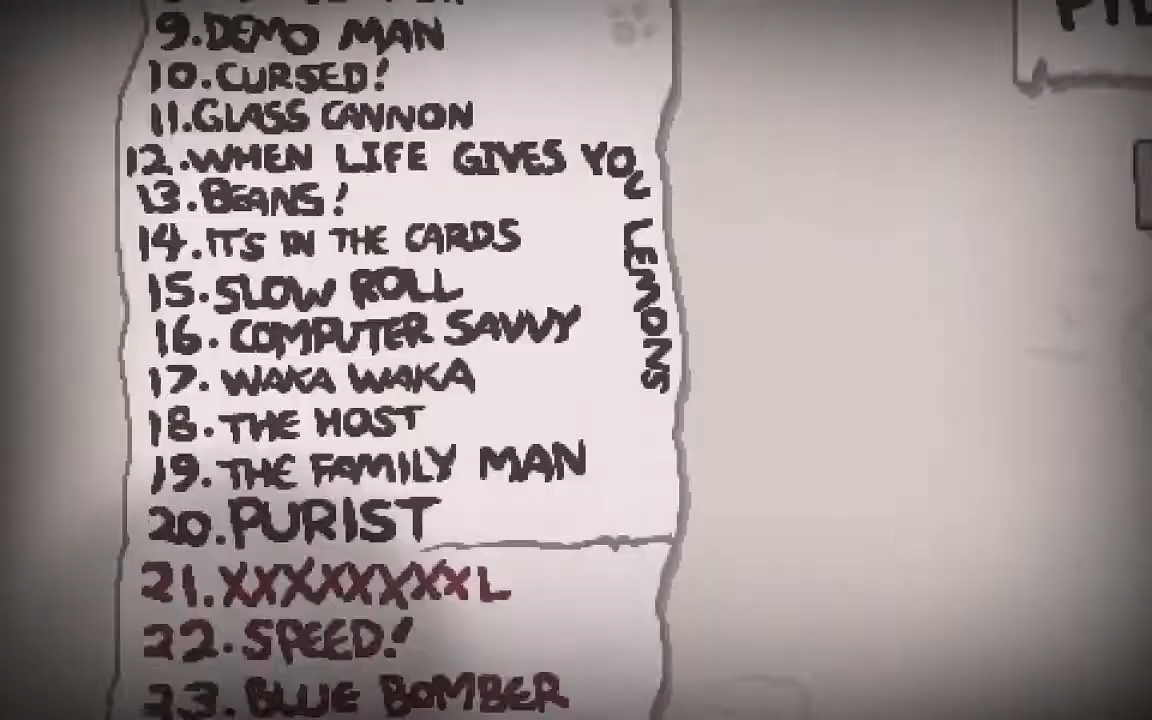 9.DEMO MAN
10.CURSED!
11.GLASS CANNON
12.WHEN LIFE GIVES YOU LEMONS
13.BEANS!
14.IT'S IN THE CARDS
15.SLOW ROLL
16.COMPUTER SAVVY
17.WAKA WAKA
18.THE HOST
19.THE FAMILY MAN
20.PURIST
21.XXXXXXXXL
22.SPEED!
23.BLUE BOMBER